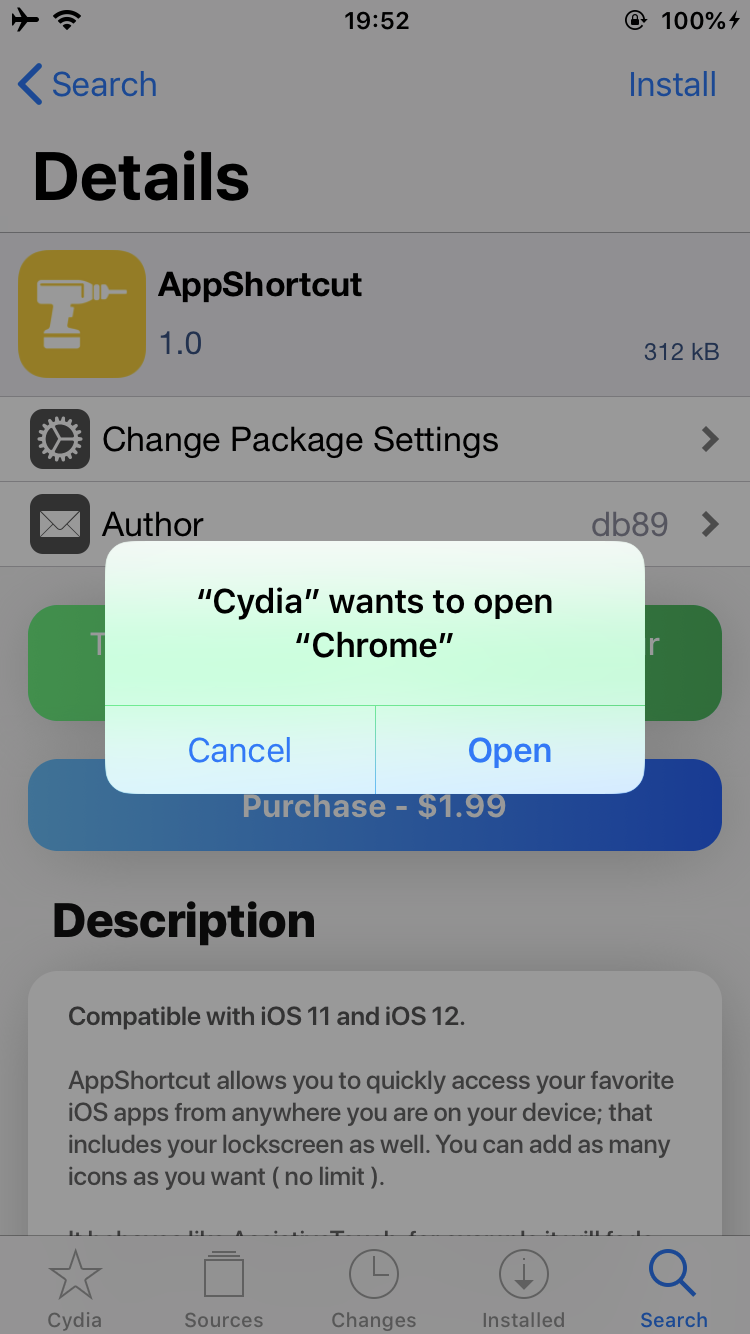 19:52
100%
Search
Install
Details
AppShortcut
1.0
312 kB
Change Package Settings
Author
db89
“Cydia” wants to open
“Chrome”
Cancel
Open
Purchase - $1.99
Description
Compatible with iOS 11 and iOS 12.
AppShortcut allows you to quickly access your favorite
iOS apps from anywhere you are on your device; that
includes your lockscreen as well. You can add as many
icons as you want ( no limit ).
Cydia
Sources
Changes
Installed
Search